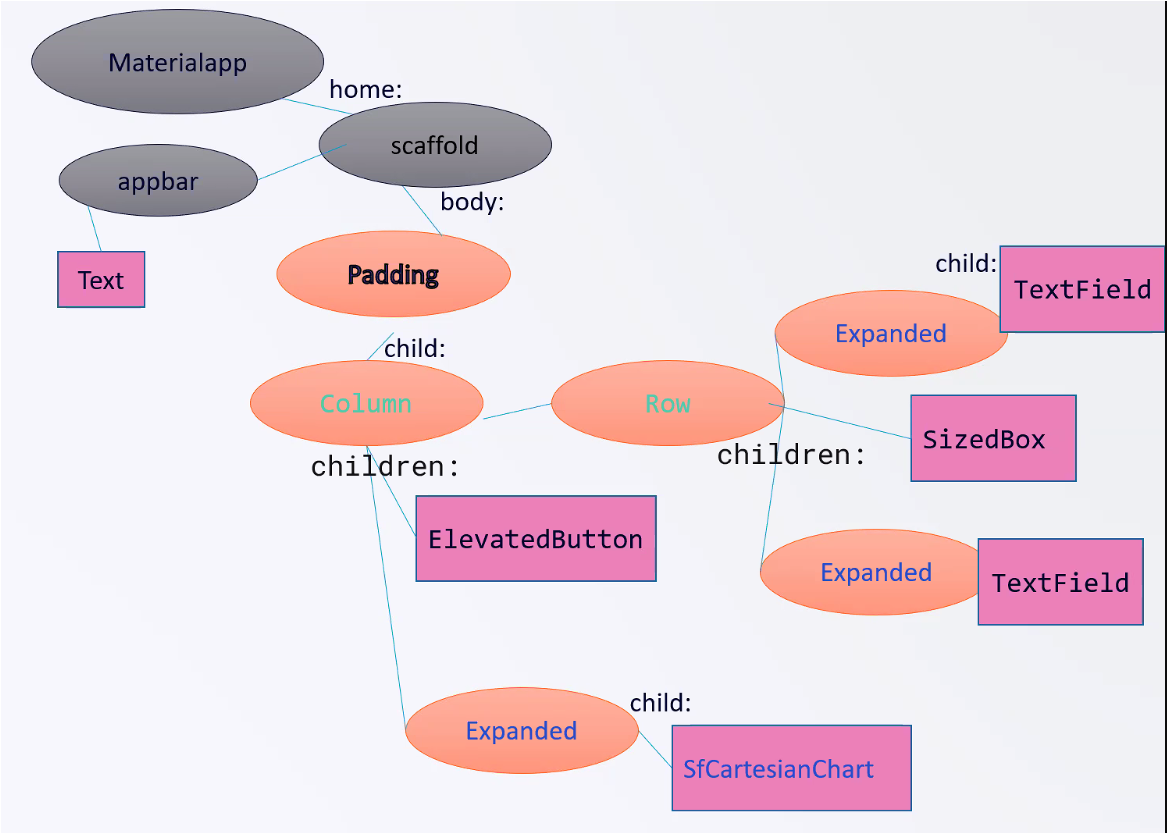 Materialapp
home:
scaffold
appbar
body:
Text
Padding
child:
TextField
Expanded
child:
Column
Row
SizedBox
children:
children:
ElevatedButton
Expanded
TextField
Expanded
child:
SfCartesianChart